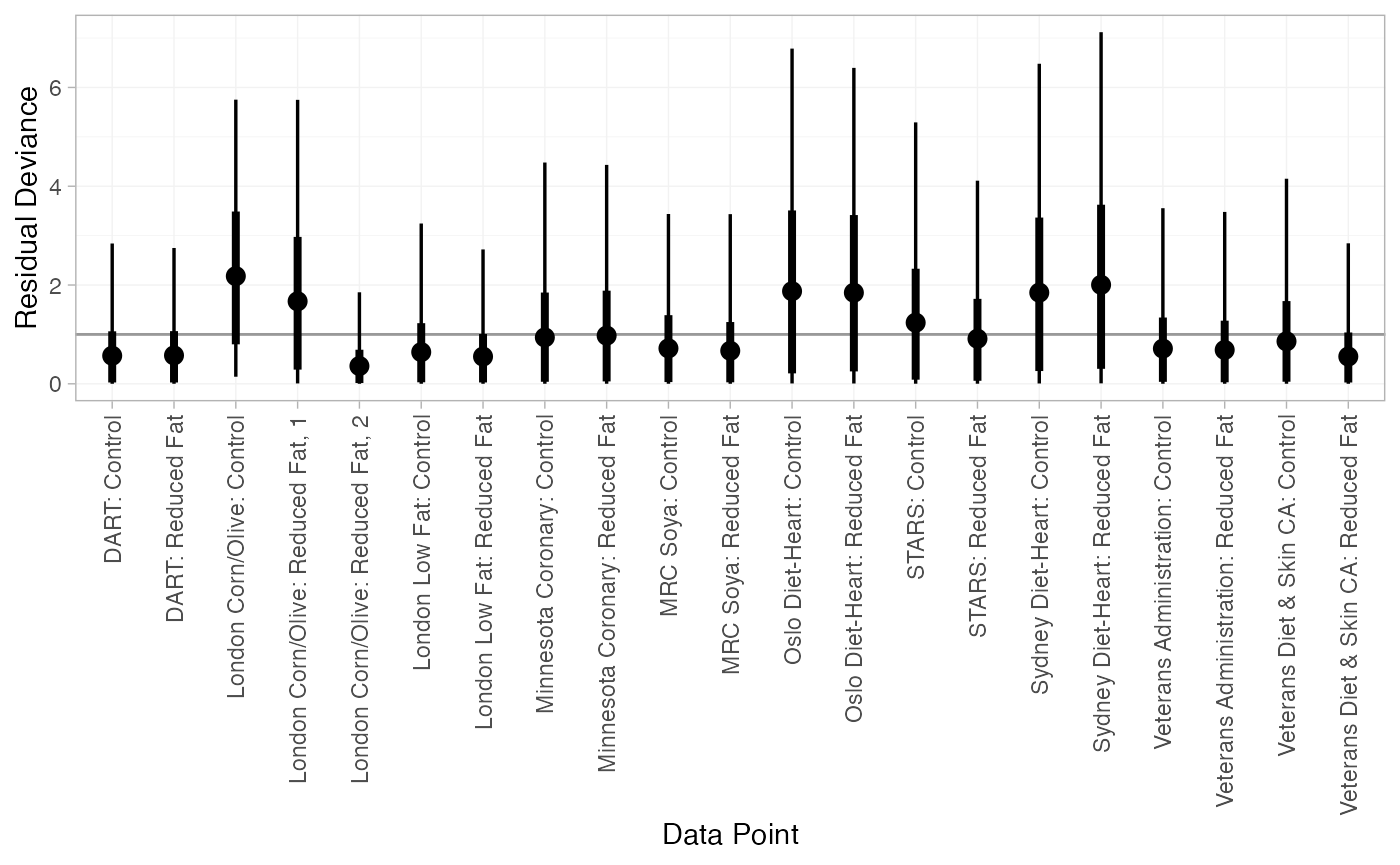 Residual Deviance
6
4
2
0
DART: Control
DART: Reduced Fat
London Corn/Olive: Control
London Corn/Olive: Reduced Fat, 1
London Corn/Olive: Reduced Fat, 2
London Low Fat: Control
London Low Fat: Reduced Fat
Minnesota Coronary: Control
Minnesota Coronary: Reduced Fat
MRC Soya: Control
MRC Soya: Reduced Fat
Oslo Diet-Heart: Control
Oslo Diet-Heart: Reduced Fat
STARS: Control
STARS: Reduced Fat
Sydney Diet-Heart: Control
Sydney Diet-Heart: Reduced Fat
Veterans Administration: Control
Veterans Administration: Reduced Fat
Veterans Diet & Skin CA: Control
Veterans Diet & Skin CA: Reduced Fat
Data Point